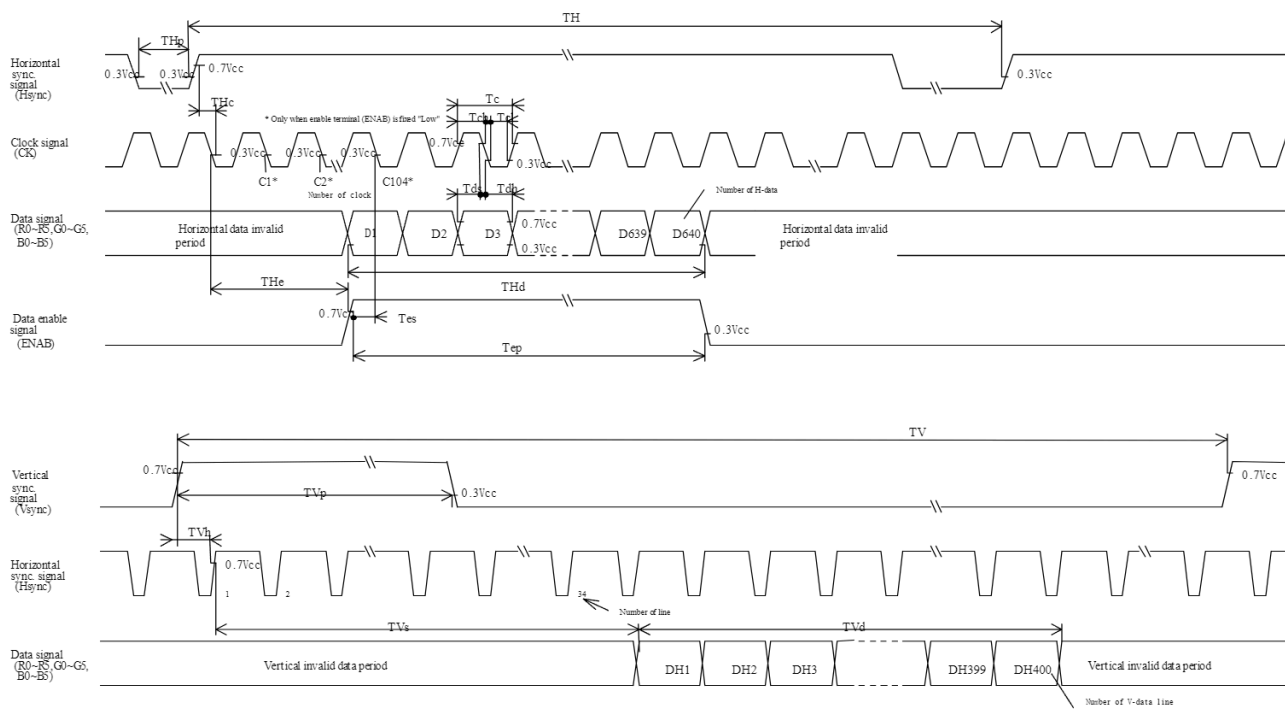 TH
THp
Horizontal
sync.
signal
(Hsync)
0.3Vcc
0.3Vcc
0.7Vcc
0.3Vcc
THc
* Only when enable terminal (ENAB) is fixed "Low"
Tc
Tch
Clock signal
(CK)
0.3Vcc
0.3Vcc
0.3Vcc
0.7Vcc
0.3Vcc
C1*
C2*
C104*
Number of clock
Tds
Tdh
Number of H-data
Data signal
(R0~R5,G0~G5,
B0~B5)
Horizontal data invalid
period
D1
D2
D3
0.7Vcc
0.3Vcc
D639
D640
Horizontal data invalid
period
THe
THd
Data enable
signal
(ENAB)
0.7Vcc
Tes
0.3Vcc
Tep
TV
Vertical
sync.
signal
(Vsync)
0.7Vcc
TVp
0.3Vcc
0.7Vcc
TVh
Horizontal
sync. signal
(Hsync)
0.7Vcc
1
2
34
Number of line
TVs
TVd
Data signal
(R0~R5,G0~G5,
B0~B5)
Vertical invalid data period
DH1
DH2
DH3
DH399
DH400
Vertical invalid data period
Number of V-data line